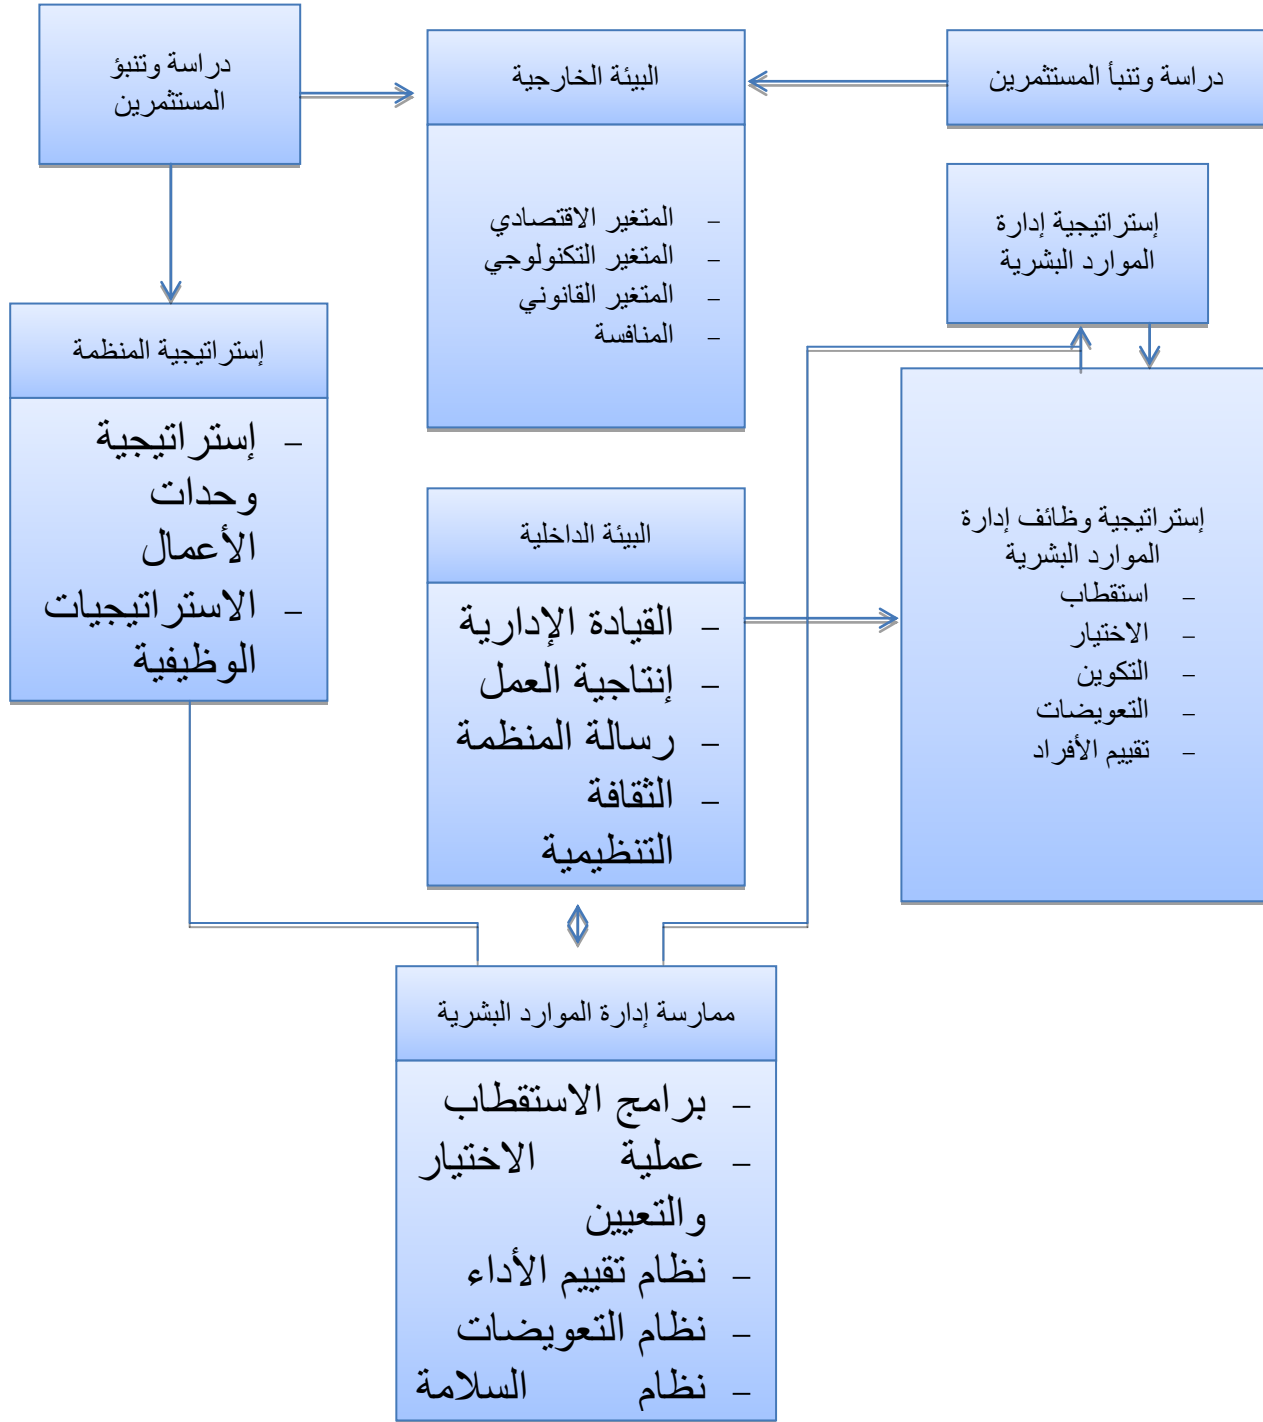 دراسة وتنبأ المستثمرين
البيئة الخارجية
– المتغير الاقتصادي
– المتغير التكنولوجي
– المتغير القانوني
– المنافسة
دراسة وتنبؤ
المستثمرين
إستراتيجية إدارة
الموارد البشرية
إستراتيجية المنظمة
– إستراتيجية
وحدات
الأعمال
– الاستراتيجيات
الوظيفية
إستراتيجية وظائف إدارة
الموارد البشرية
– استقطاب
– الاختيار
– التكوين
– التعويضات
– تقييم الأفراد
البيئة الداخلية
– القيادة الإدارية
– إنتاجية العمل
– رسالة المنظمة
– الثقافة
التنظيمية
ممارسة إدارة الموارد البشرية
– برامج الاستقطاب
– عملية الاختيار
والتعيين
– نظام تقييم الأداء
– نظام التعويضات
– نظام السلامة